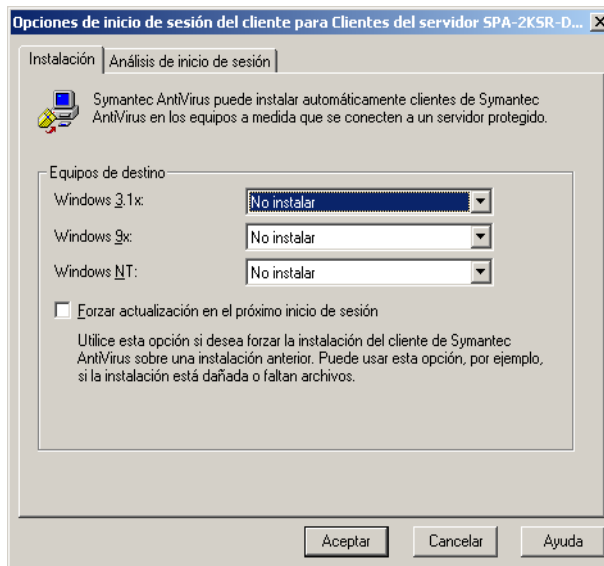 Opciones de inicio de sesión del cliente para Clientes del servidor SPA-2KSR-D...
Instalación
Análisis de inicio de sesión
Symantec AntiVirus puede instalar automáticamente clientes de Symantec
AntiVirus en los equipos a medida que se conecten a un servidor protegido.
Equipos de destino
Windows 3.1x:
No instalar
Windows 9x:
No instalar
Windows NT:
No instalar
Forzar actualización en el próximo inicio de sesión
Utilice esta opción si desea forzar la instalación del cliente de Symantec
AntiVirus sobre una instalación anterior. Puede usar esta opción, por ejemplo,
si la instalación está dañada o faltan archivos.
Aceptar
Cancelar
Ayuda